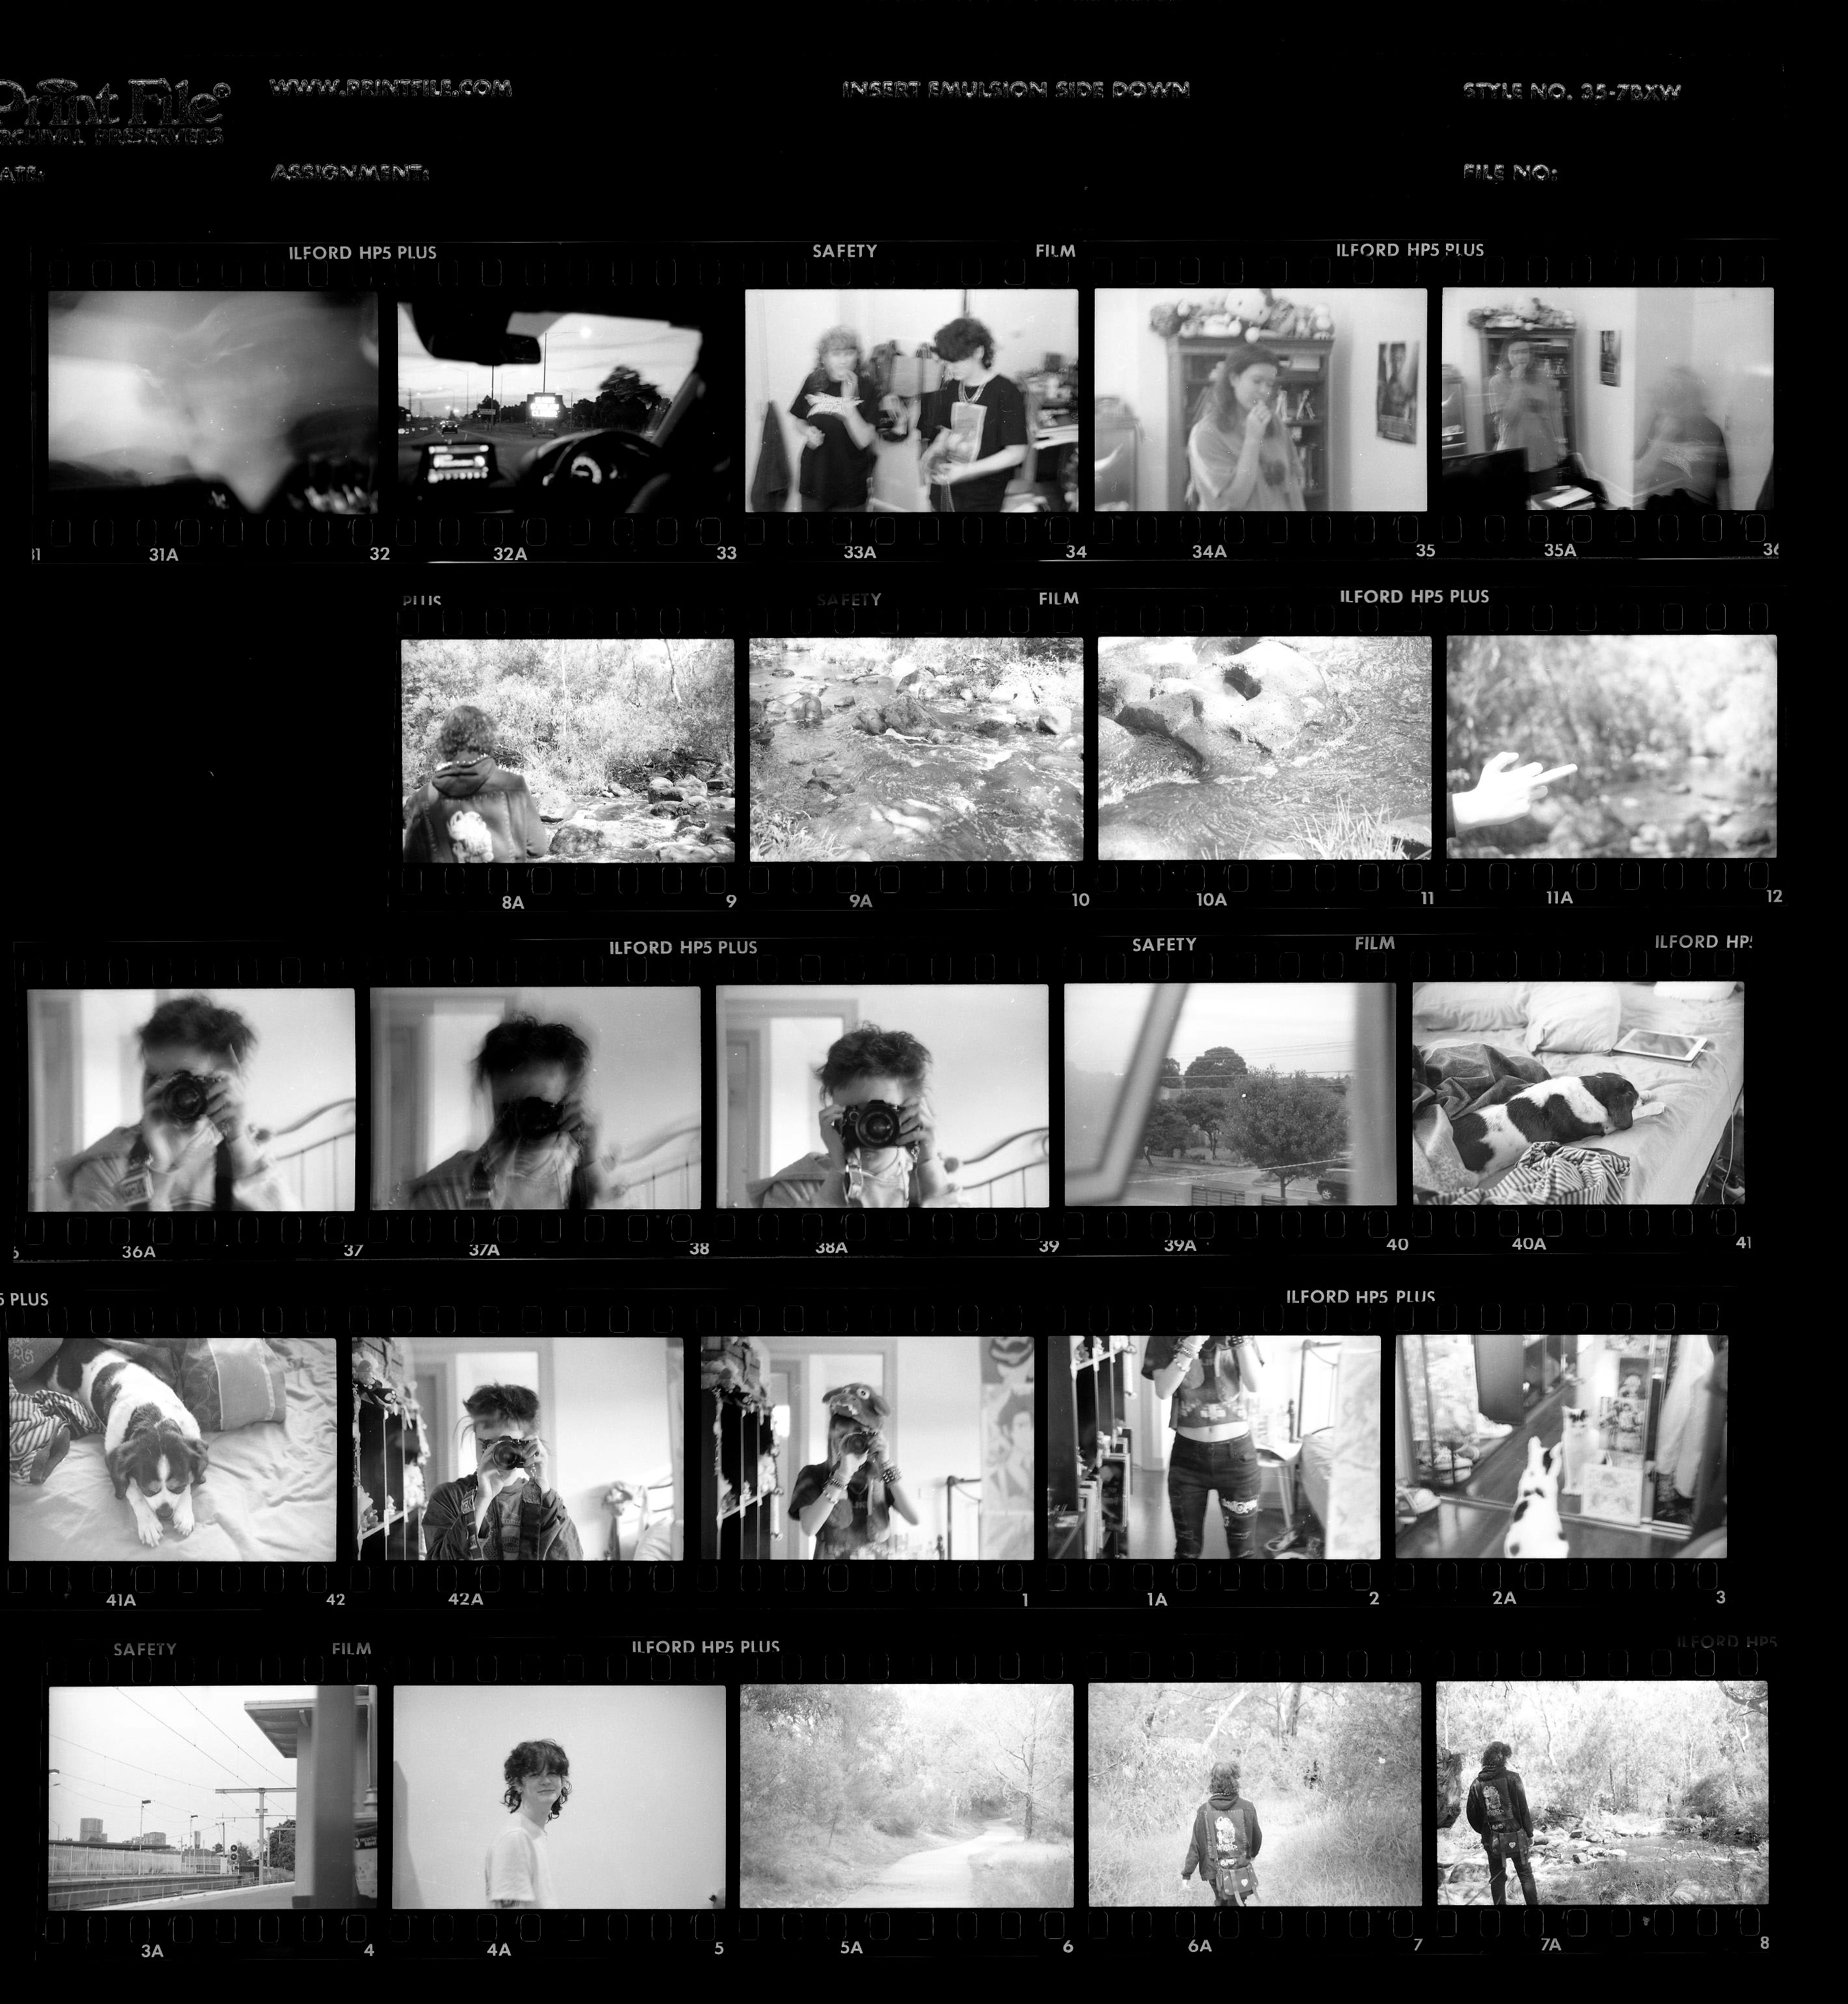 Print File® WWW.PRINTFILE.COM INSERT EMULSION SIDE DOWN STYLE NO. 35-7BXW
ARCHIVAL PRESERVERS
DATE: ASSIGNMENT: FILE NO:
ILFORD HP5 PLUS SAFETY FILM ILFORD HP5 PLUS
31 31A 32 32A 33 33A 34 34A 35 35A 36
PLUS SAFETY FILM ILFORD HP5 PLUS
8A 9 9A 10 10A 11 11A 12
ILFORD HP5 PLUS SAFETY FILM ILFORD HP5
6 36A 37 37A 38 38A 39 39A 40 40A 41
5 PLUS ILFORD HP5 PLUS
41A 42 42A 1 1A 2 2A 3
SAFETY FILM ILFORD HP5 PLUS ILFORD HP5
3A 4 4A 5 5A 6 6A 7 7A 8